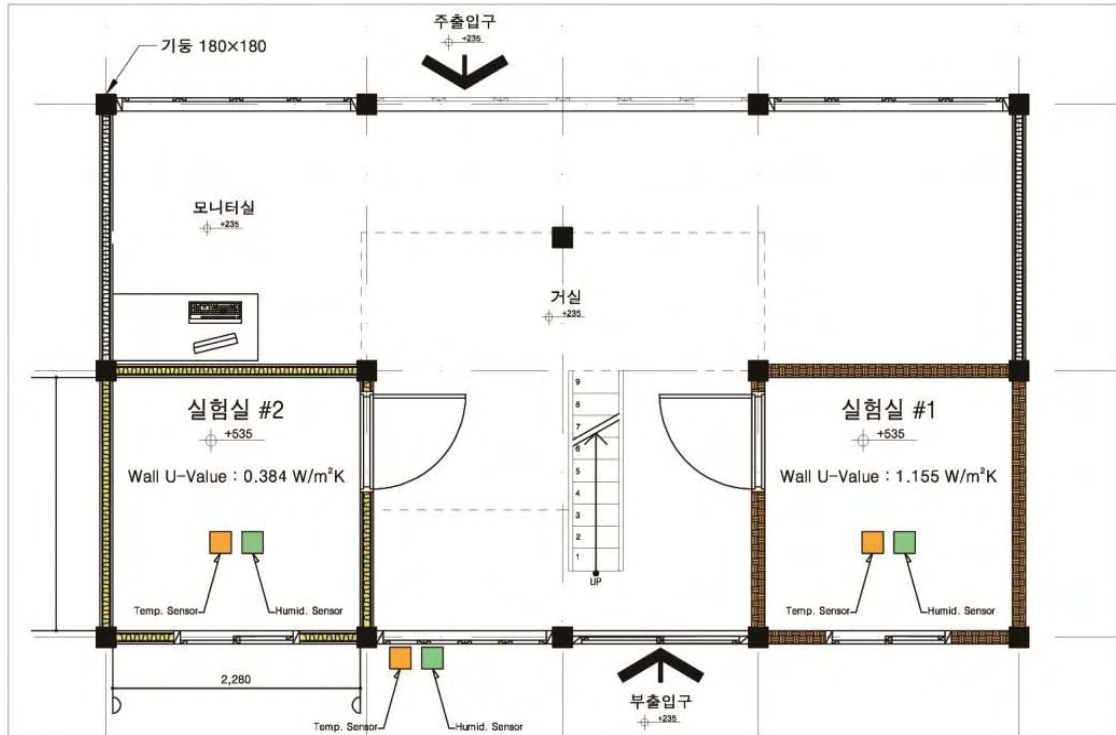 주출입구
+235
기둥 180×180
모니터실
+235
거실
+235
실험실 #2
+535
Wall U-Value : 0.384 W/m²K
Temp. Sensor
Humid. Sensor
9
8
7
6
5
4
3
2
1
UP
실험실 #1
+535
Wall U-Value : 1.155 W/m²K
Temp. Sensor
Humid. Sensor
2,280
Temp. Sensor
Humid. Sensor
부출입구
+235